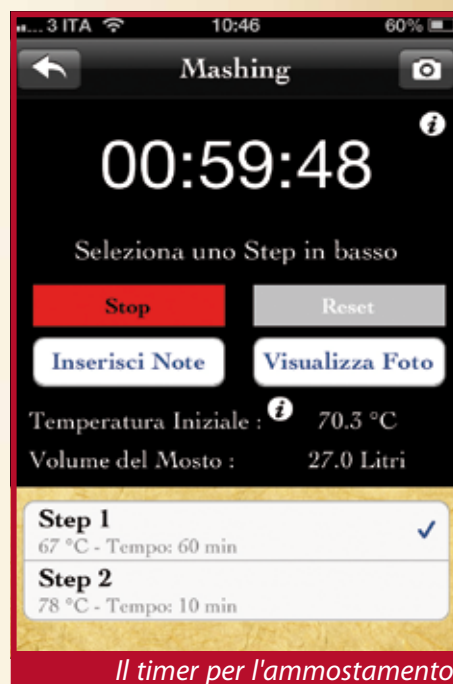 3 ITA 10:46 60%
Mashing
00:59:48
Seleziona uno Step in basso
Stop Reset
Inserisci Note Visualizza Foto
Temperatura Iniziale : i 70.3 °C
Volume del Mosto : 27.0 Litri
Step 1
67 °C - Tempo: 60 min
Step 2
78 °C - Tempo: 10 min
Il timer per l'ammostamento